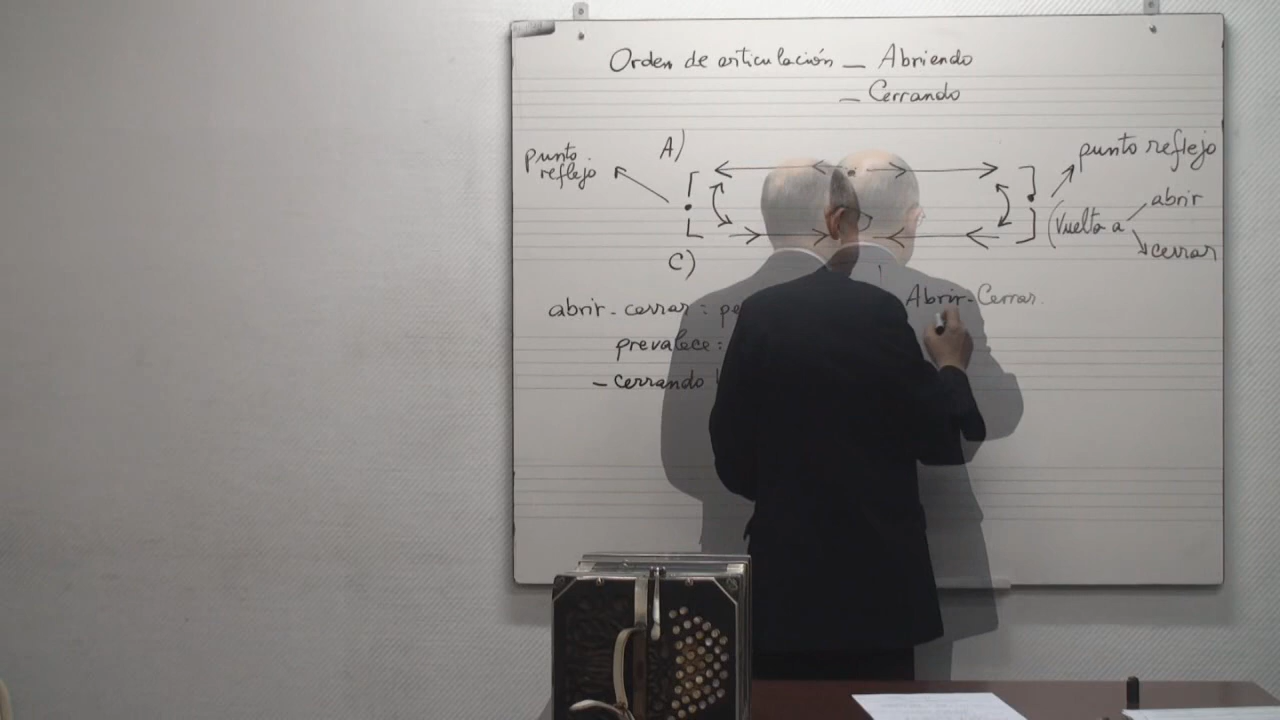 Orden de articulación — Abriendo
— Cerrando
A)
punto reflejo
punto reflejo
(Vuelta a
abrir
cerrar
C)
Abrir-Cerrar.
abrir-cerrar:
prevalece:
– cerrando